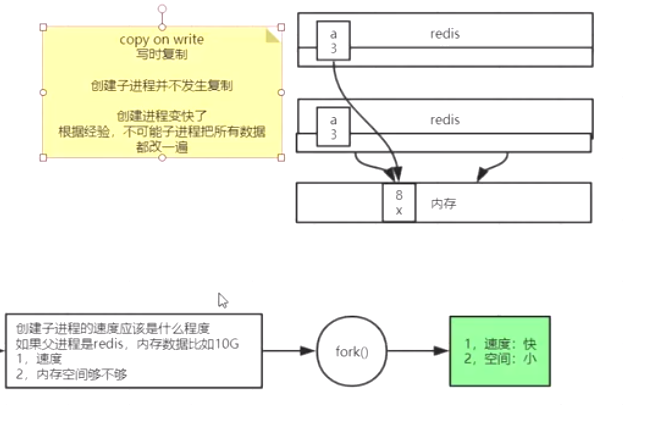 copy on write
写时复制
创建子进程并不发生复制
创建进程变快了
根据经验，不可能子进程把所有数据
都改一遍
a
3
redis
a
3
redis
8
x
内存
创建子进程的速度应该是什么程度
如果父进程是redis，内存数据比如10G
1，速度
2，内存空间够不够
fork()
1，速度：快
2，空间：小